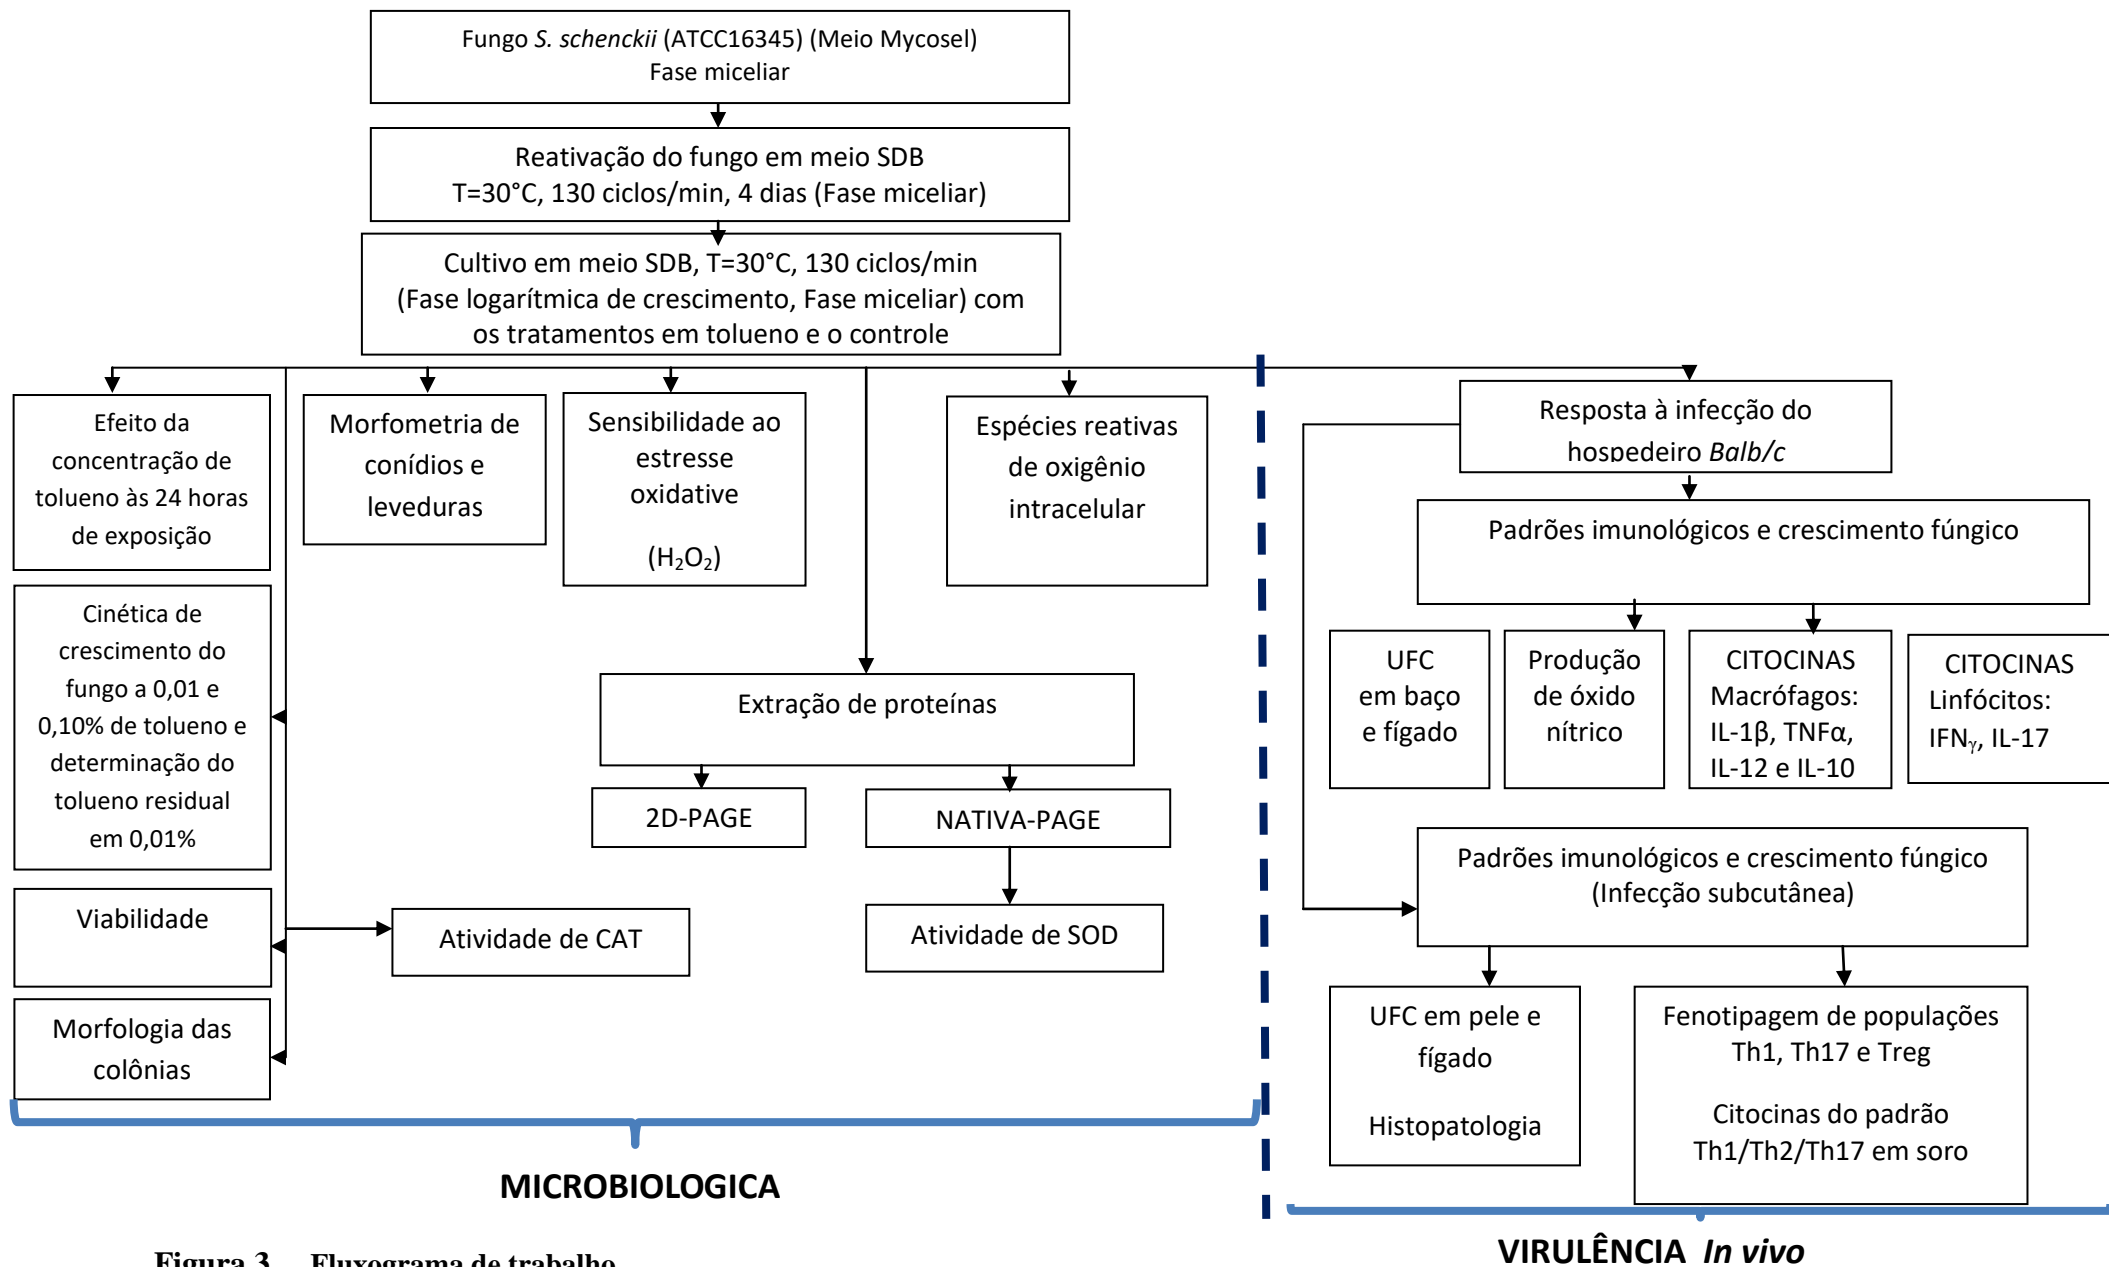 Fungo S. schenckii (ATCC16345) (Meio Mycosel)
Fase miceliar
Reativação do fungo em meio SDB
T=30°C, 130 ciclos/min, 4 dias (Fase miceliar)
Cultivo em meio SDB, T=30°C, 130 ciclos/min
(Fase logarítmica de crescimento, Fase miceliar) com
os tratamentos em tolueno e o controle
Efeito da
concentração de
tolueno às 24 horas
de exposição
Morfometria de
conídios e
leveduras
Sensibilidade ao
estresse
oxidative
(H₂O₂)
Espécies reativas
de oxigênio
intracelular
Resposta à infecção do
hospedeiro Balb/c
Padrões imunológicos e crescimento fúngico
Cinética de
crescimento do
fungo a 0,01 e
0,10% de tolueno e
determinação do
tolueno residual
em 0,01%
Extração de proteínas
2D-PAGE
NATIVA-PAGE
UFC
em baço
e fígado
Produção
de óxido
nítrico
CITOCINAS
Macrófagos:
IL-1β, TNFα,
IL-12 e IL-10
CITOCINAS
Linfócitos:
IFNᵧ, IL-17
Viabilidade
Atividade de CAT
Atividade de SOD
Padrões imunológicos e crescimento fúngico
(Infecção subcutânea)
Morfologia das
colônias
UFC em pele e
fígado
Histopatologia
Fenotipagem de populações
Th1, Th17 e Treg
Citocinas do padrão
Th1/Th2/Th17 em soro
MICROBIOLOGICA
VIRULÊNCIA In vivo
Figura 3 Fluxograma de trabalho